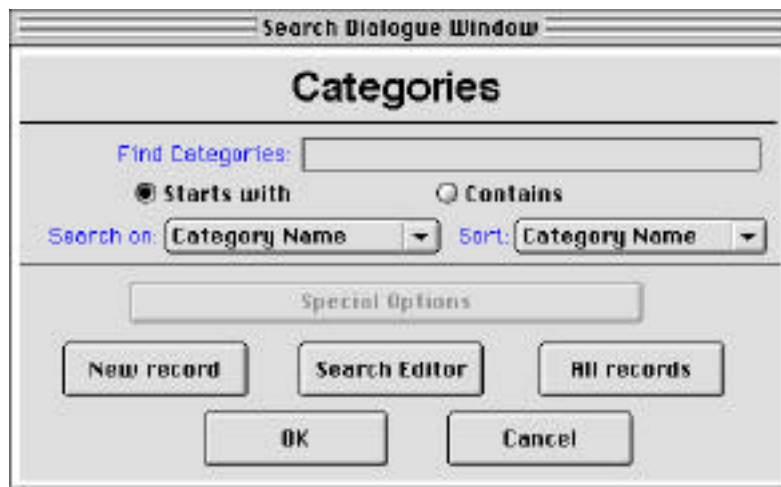 Search Dialogue Window
Categories
Find Categories:
Starts with Contains
Search on: Category Name Sort: Category Name
Special Options
New record Search Editor All records
OK Cancel